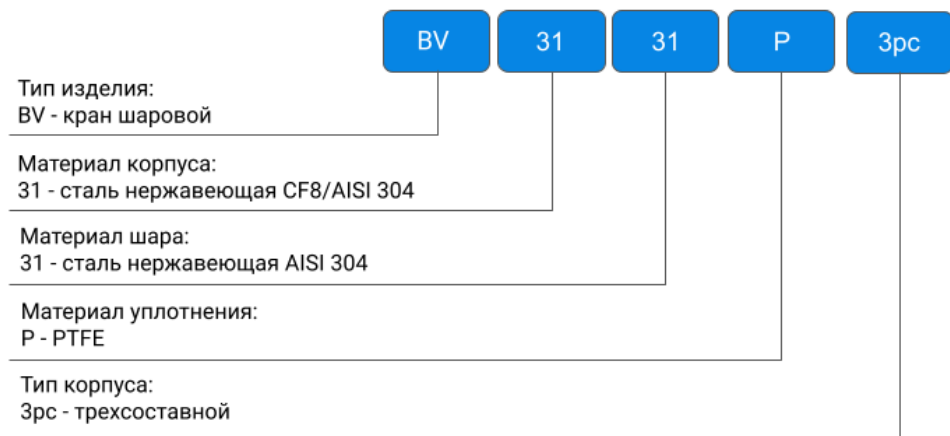 BV 31 31 P 3pc
Тип изделия:
BV - кран шаровой
Материал корпуса:
31 - сталь нержавеющая CF8/AISI 304
Материал шара:
31 - сталь нержавеющая AISI 304
Материал уплотнения:
P - PTFE
Тип корпуса:
3pc - трехсоставной